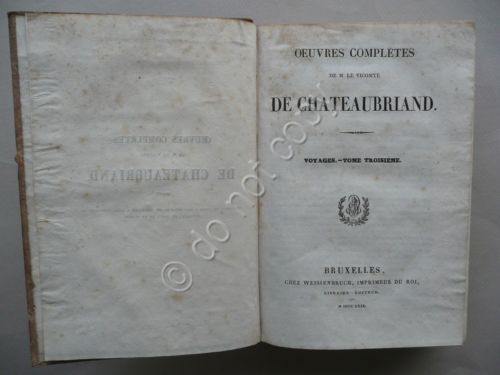 OEUVRES COMPLÈTES
DE M. LE VICOMTE
DE CHATEAUBRIAND.
VOYAGES.—TOME TROISIÈME.
BRUXELLES,
CHEZ WEISSENBRUCH, IMPRIMEUR DU ROI,
LIBRAIRE-ÉDITEUR.
© do not copy